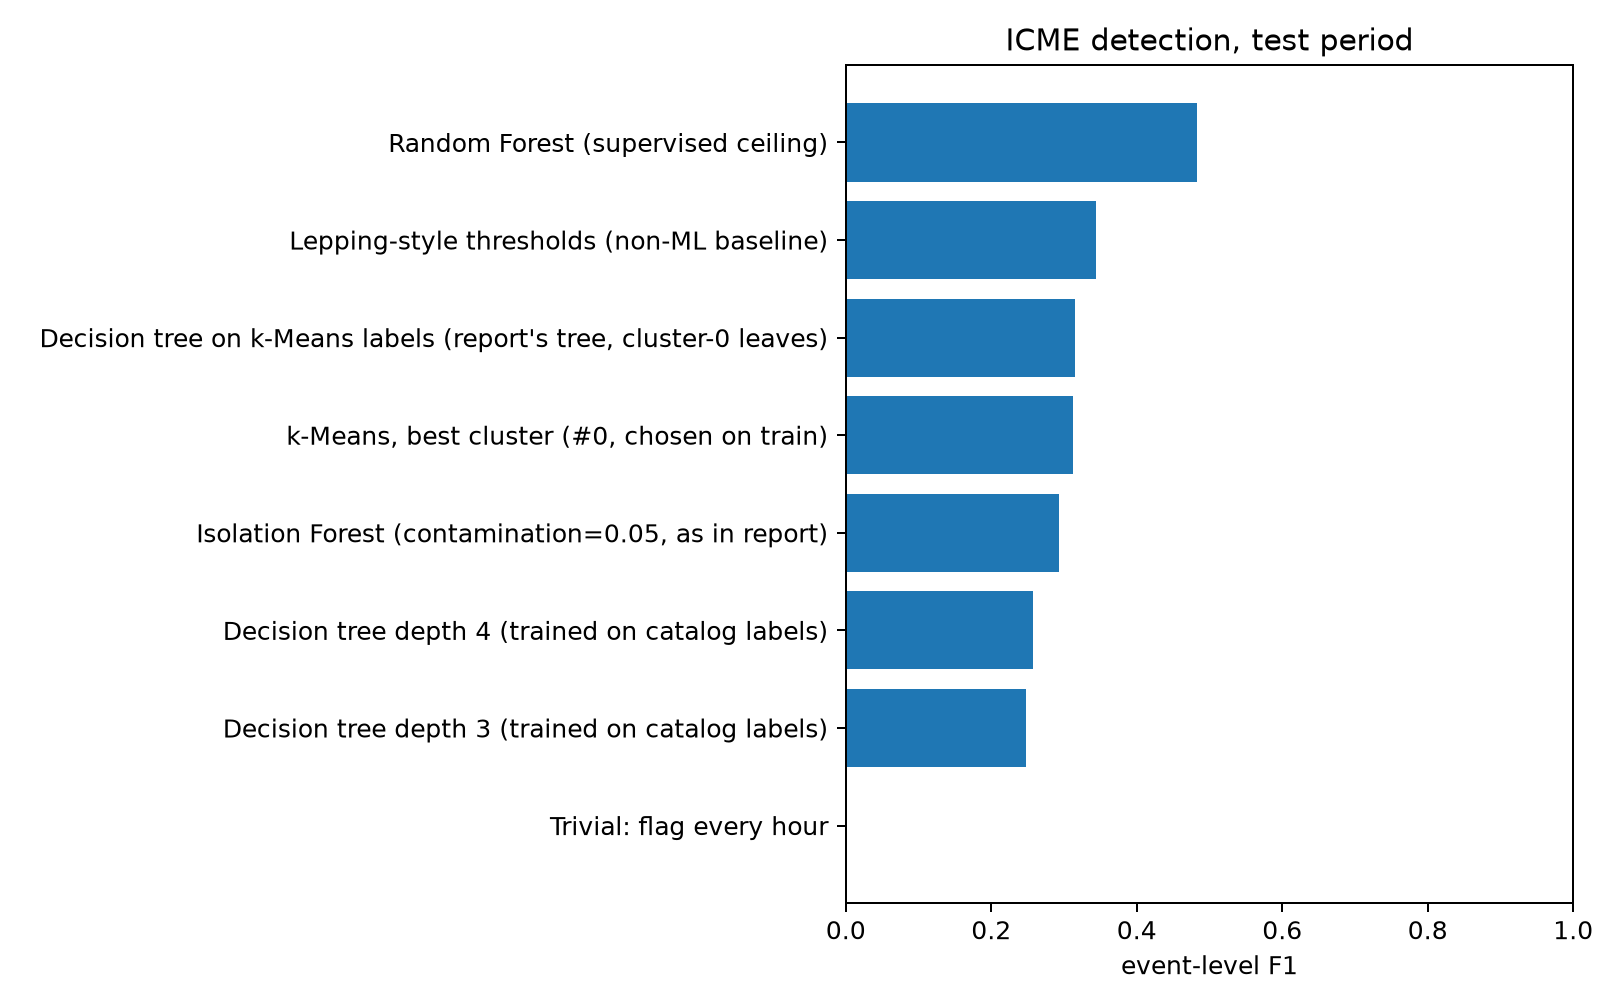 ICME detection, test period
Random Forest (supervised ceiling)
Lepping-style thresholds (non-ML baseline)
Decision tree on k-Means labels (report's tree, cluster-0 leaves)
k-Means, best cluster (#0, chosen on train)
Isolation Forest (contamination=0.05, as in report)
Decision tree depth 4 (trained on catalog labels)
Decision tree depth 3 (trained on catalog labels)
Trivial: flag every hour
0.0 0.2 0.4 0.6 0.8 1.0
event-level F1